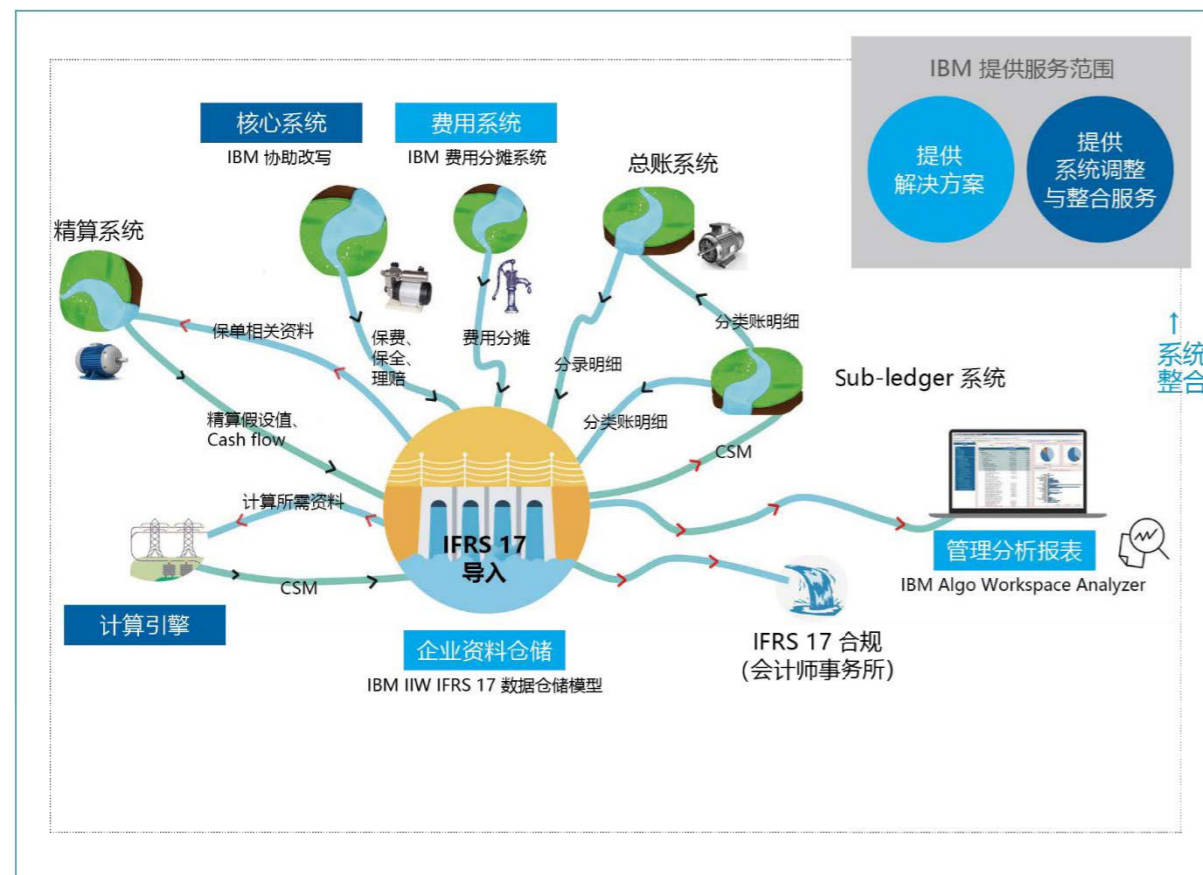 IBM 提供服务范围
提供
解决方案
提供
系统调整
与整合服务
核心系统
IBM 协助改写
费用系统
IBM 费用分摊系统
总账系统
精算系统
保单相关资料
保费、
保全、
理赔
费用分摊
分录明细
分类账明细
分类账明细
Sub-ledger 系统
↑
系统
整合
精算假设值、
Cash flow
CSM
计算所需资料
IFRS 17
导入
CSM
计算引擎
管理分析报表
IBM Algo Workspace Analyzer
企业资料仓储
IBM IIW IFRS 17 数据仓储模型
IFRS 17 合规
(会计师事务所)